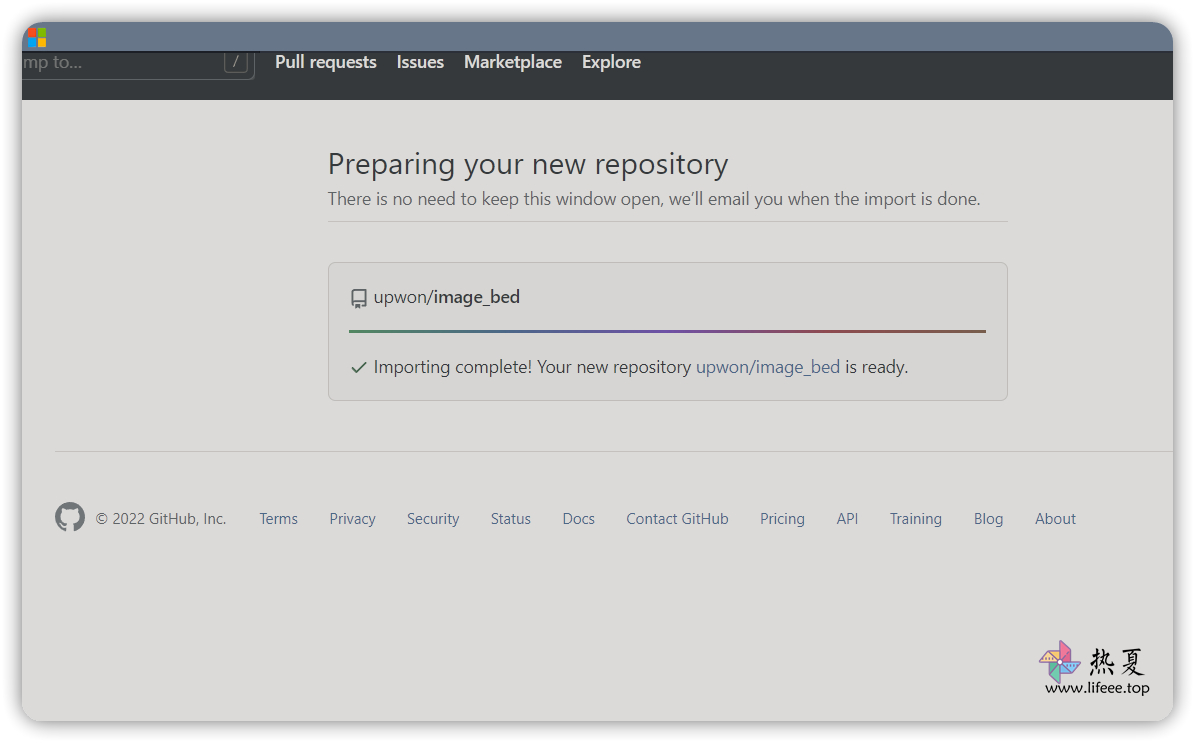 mp to... / Pull requests Issues Marketplace Explore
Preparing your new repository
There is no need to keep this window open, we’ll email you when the import is done.
upwon/image_bed
Importing complete! Your new repository upwon/image_bed is ready.
© 2022 GitHub, Inc. Terms Privacy Security Status Docs Contact GitHub Pricing API Training Blog About
热夏
www.lifeee.top